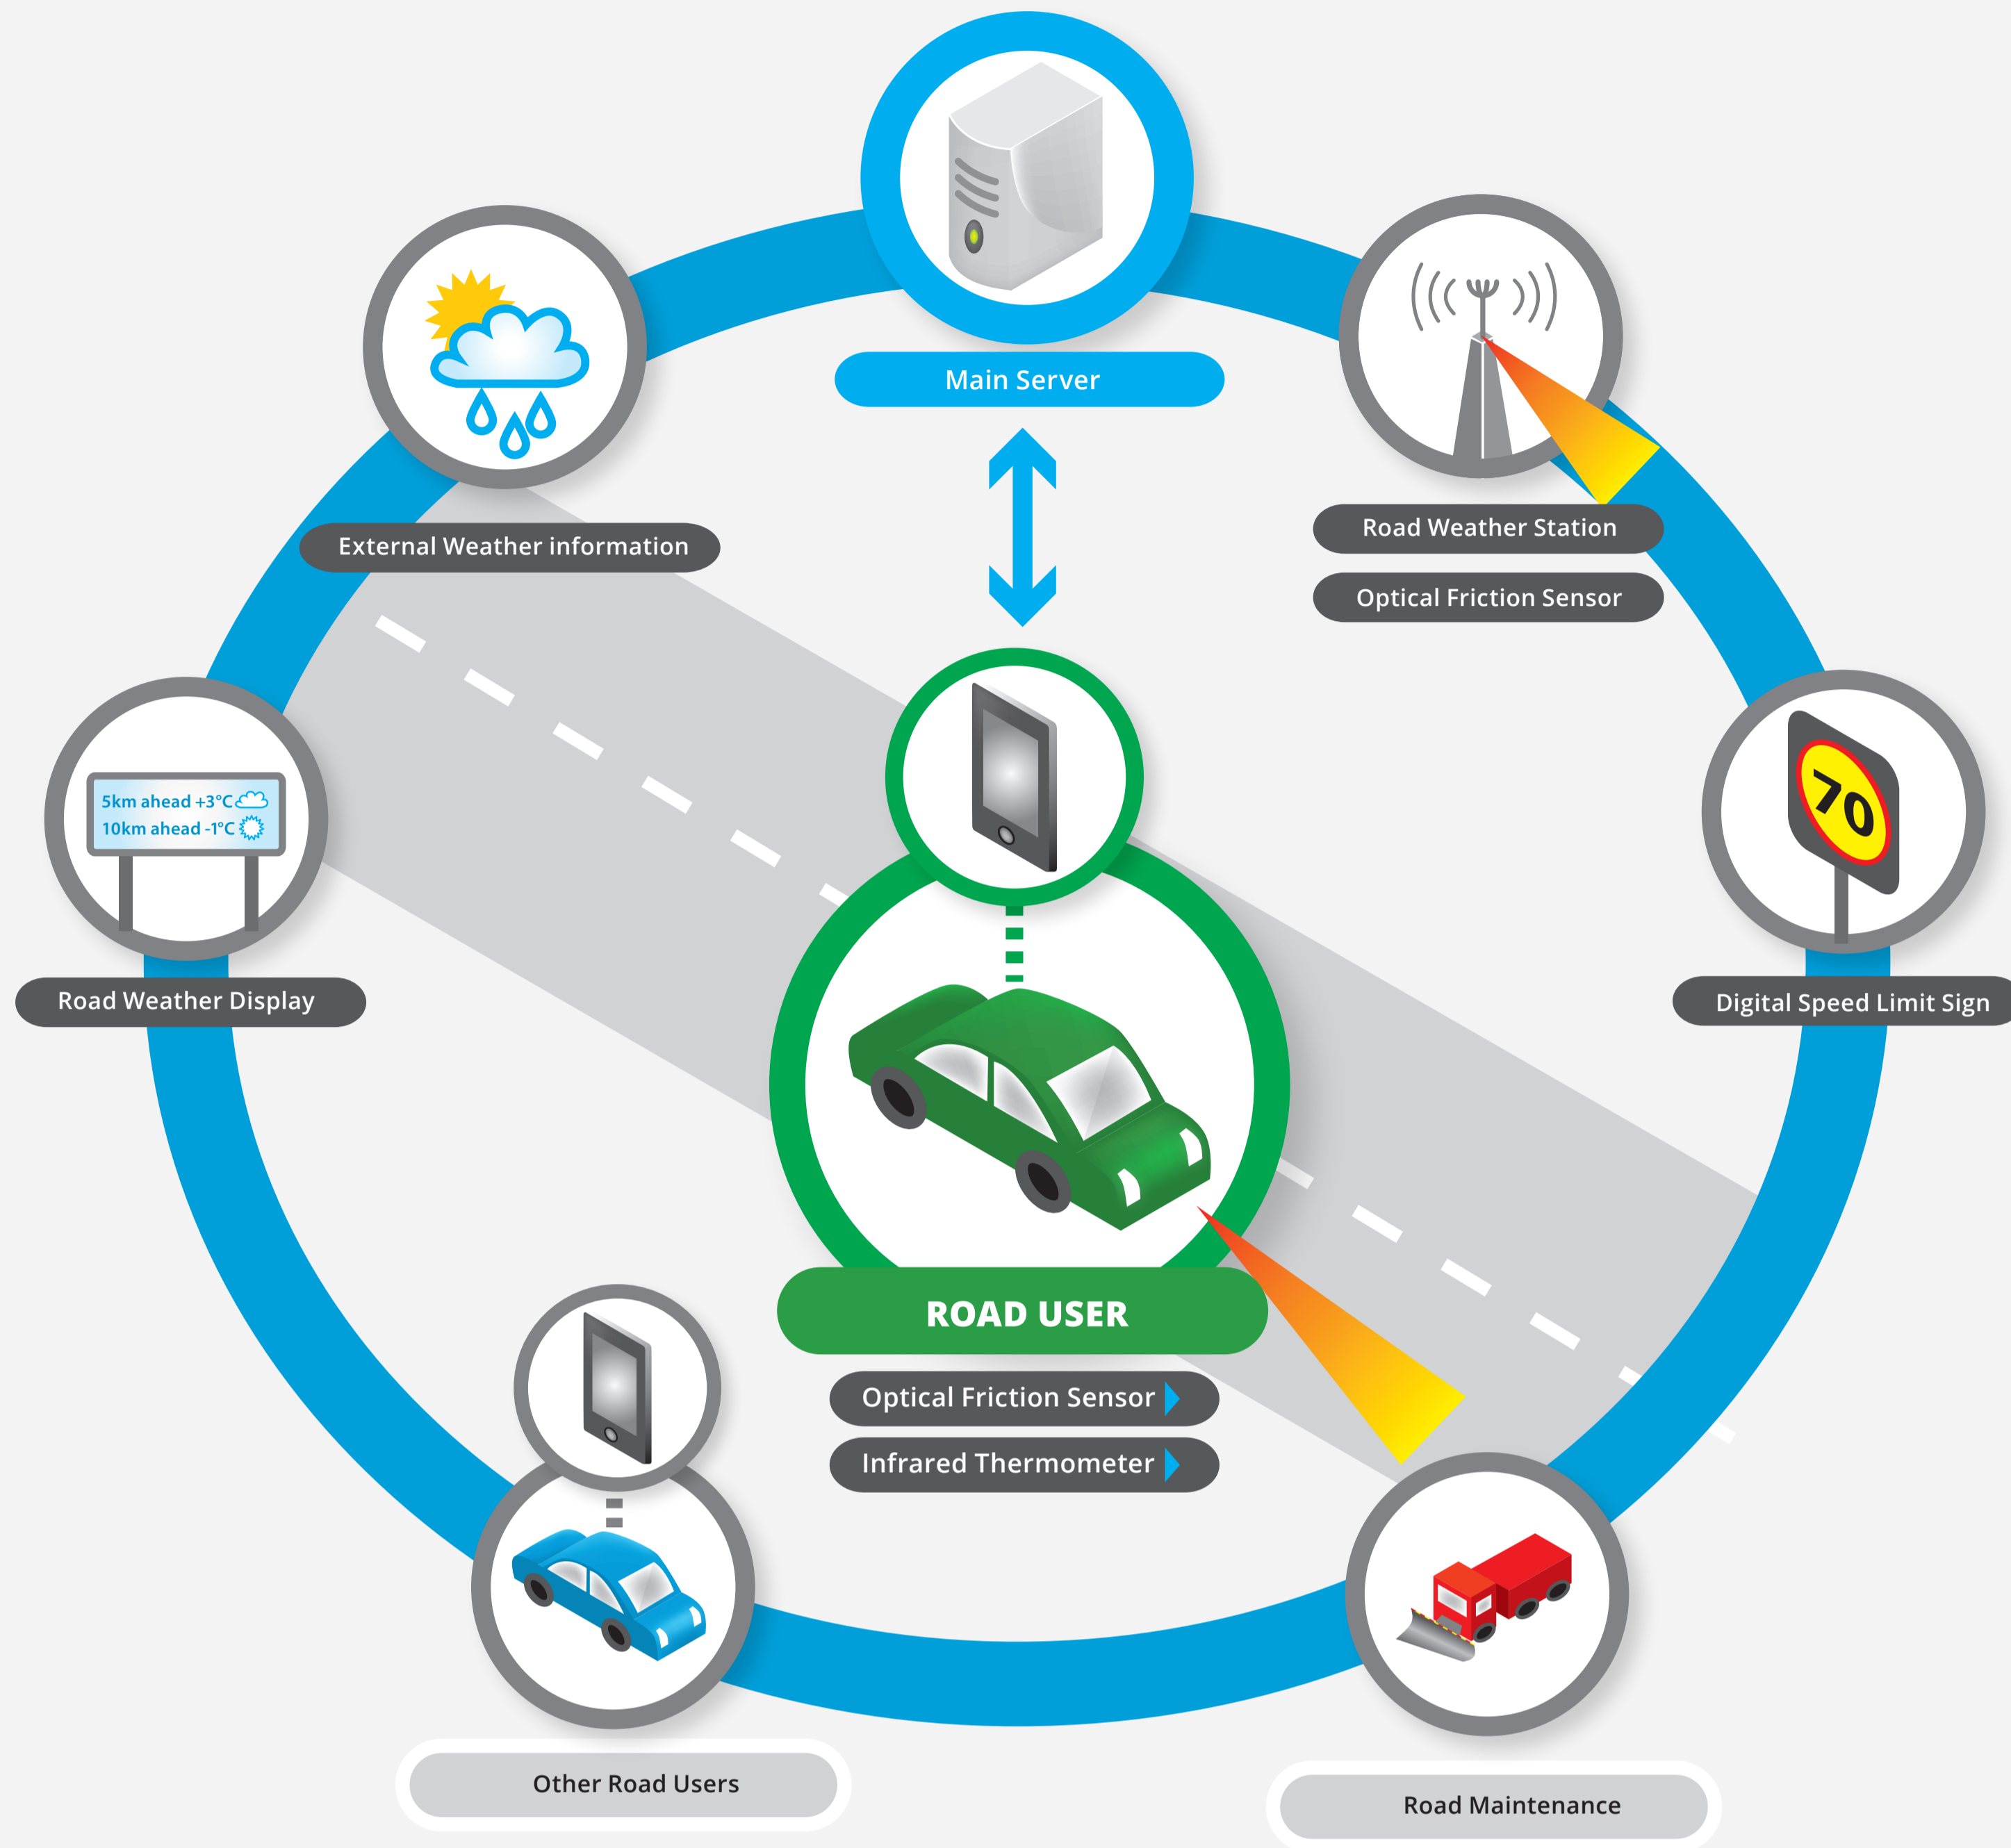 Main Server
External Weather information
Road Weather Station
Optical Friction Sensor
5km ahead +3°C
10km ahead -1°C
70
Road Weather Display
Digital Speed Limit Sign
ROAD USER
Optical Friction Sensor
Infrared Thermometer
Other Road Users
Road Maintenance